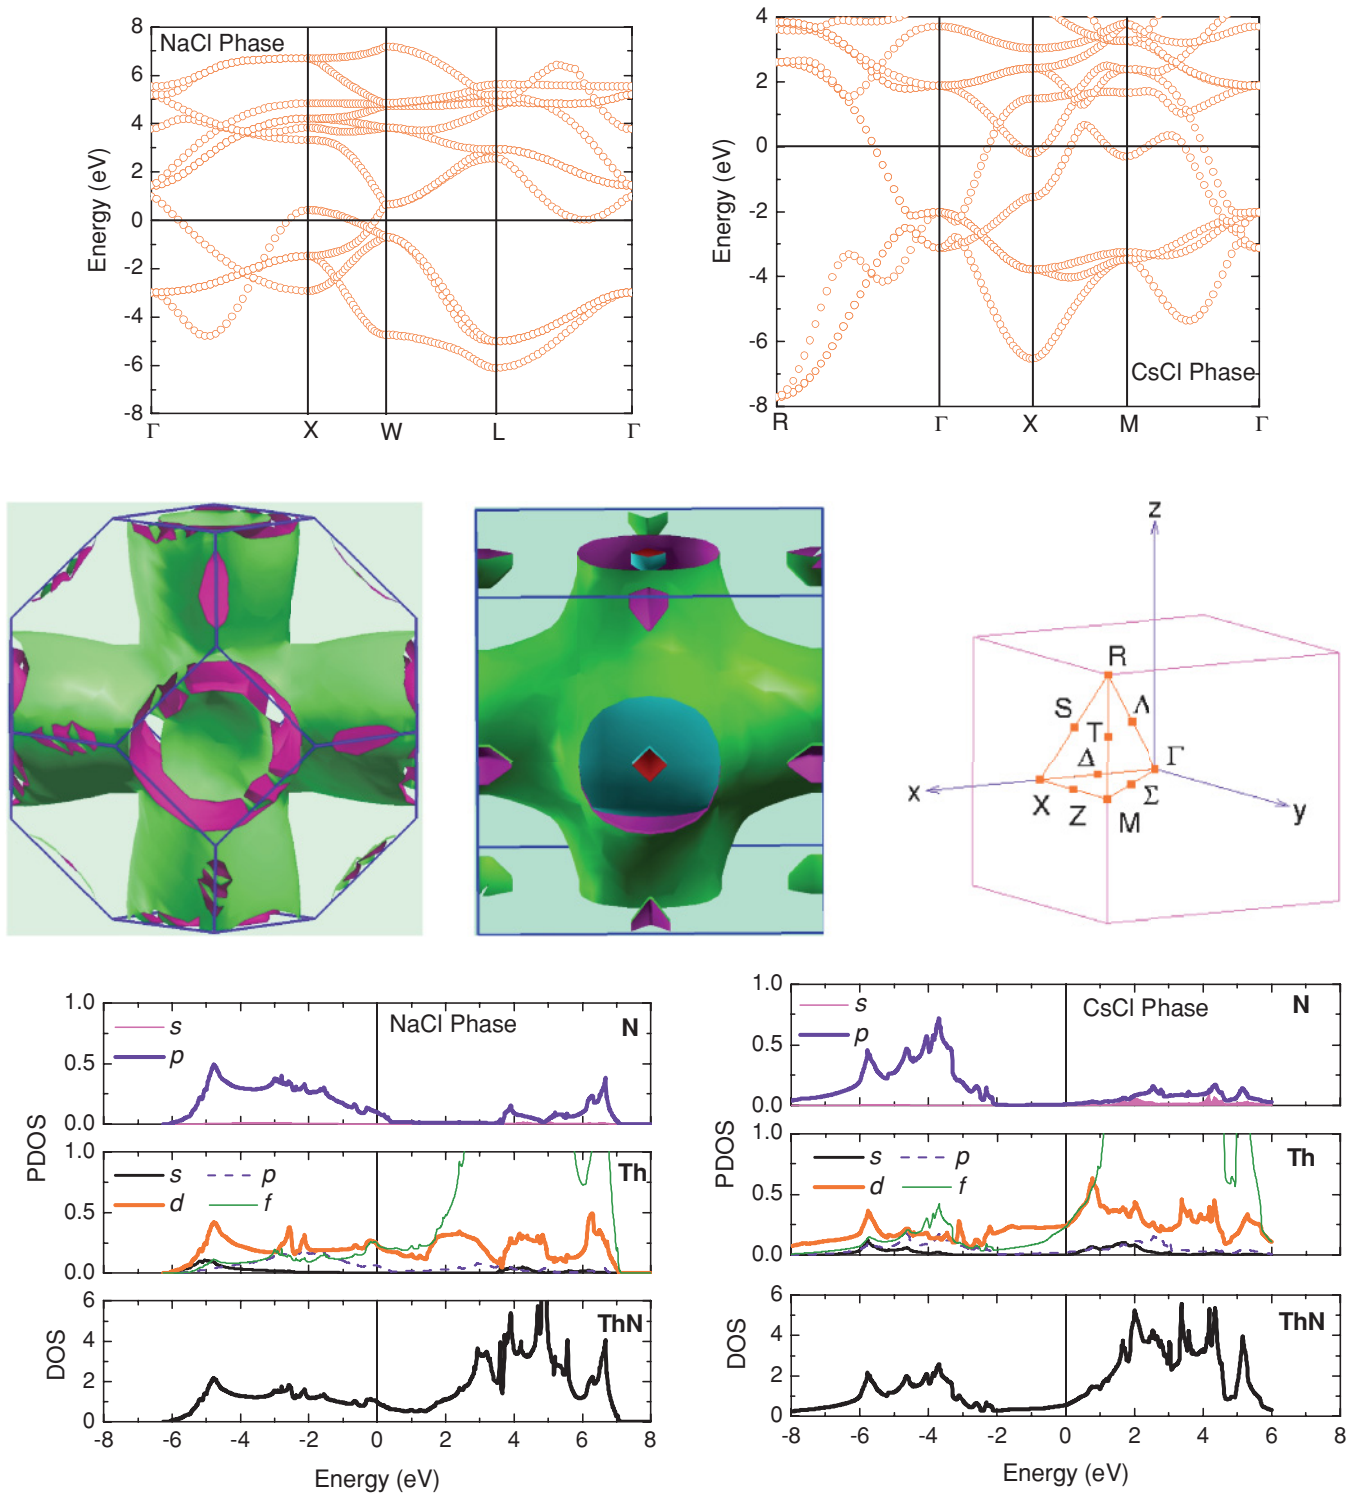 NaCl Phase
Energy (eV)
8
6
4
2
0
-2
-4
-6
-8
Γ X W L Γ
CsCl Phase
Energy (eV)
4
2
0
-2
-4
-6
-8
R Γ X M Γ
z
R
S Λ
T
Δ Γ
x
X Z M Σ
y
NaCl Phase
N
s
p
1.0
0.5
0.0
PDOS
Th
s p
d f
1.0
0.5
0.0
ThN
DOS
6
4
2
0
-8 -6 -4 -2 0 2 4 6 8
Energy (eV)
CsCl Phase
N
s
p
1.0
0.5
0.0
PDOS
Th
s p
d f
1.0
0.5
0.0
ThN
DOS
6
4
2
0
-8 -6 -4 -2 0 2 4 6 8
Energy (eV)